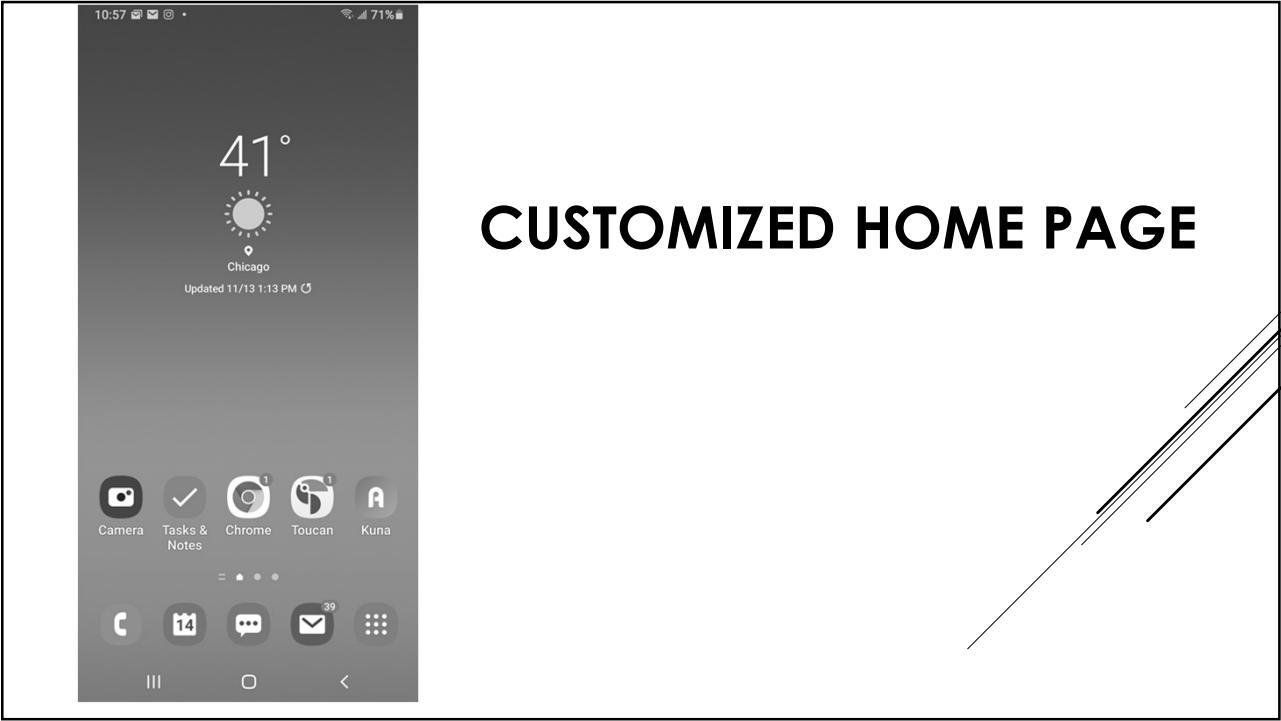 10:57 71%
41°
Chicago
Updated 11/13 1:13 PM
CUSTOMIZED HOME PAGE
1 1
Camera Tasks & Notes Chrome Toucan Kuna
39
14